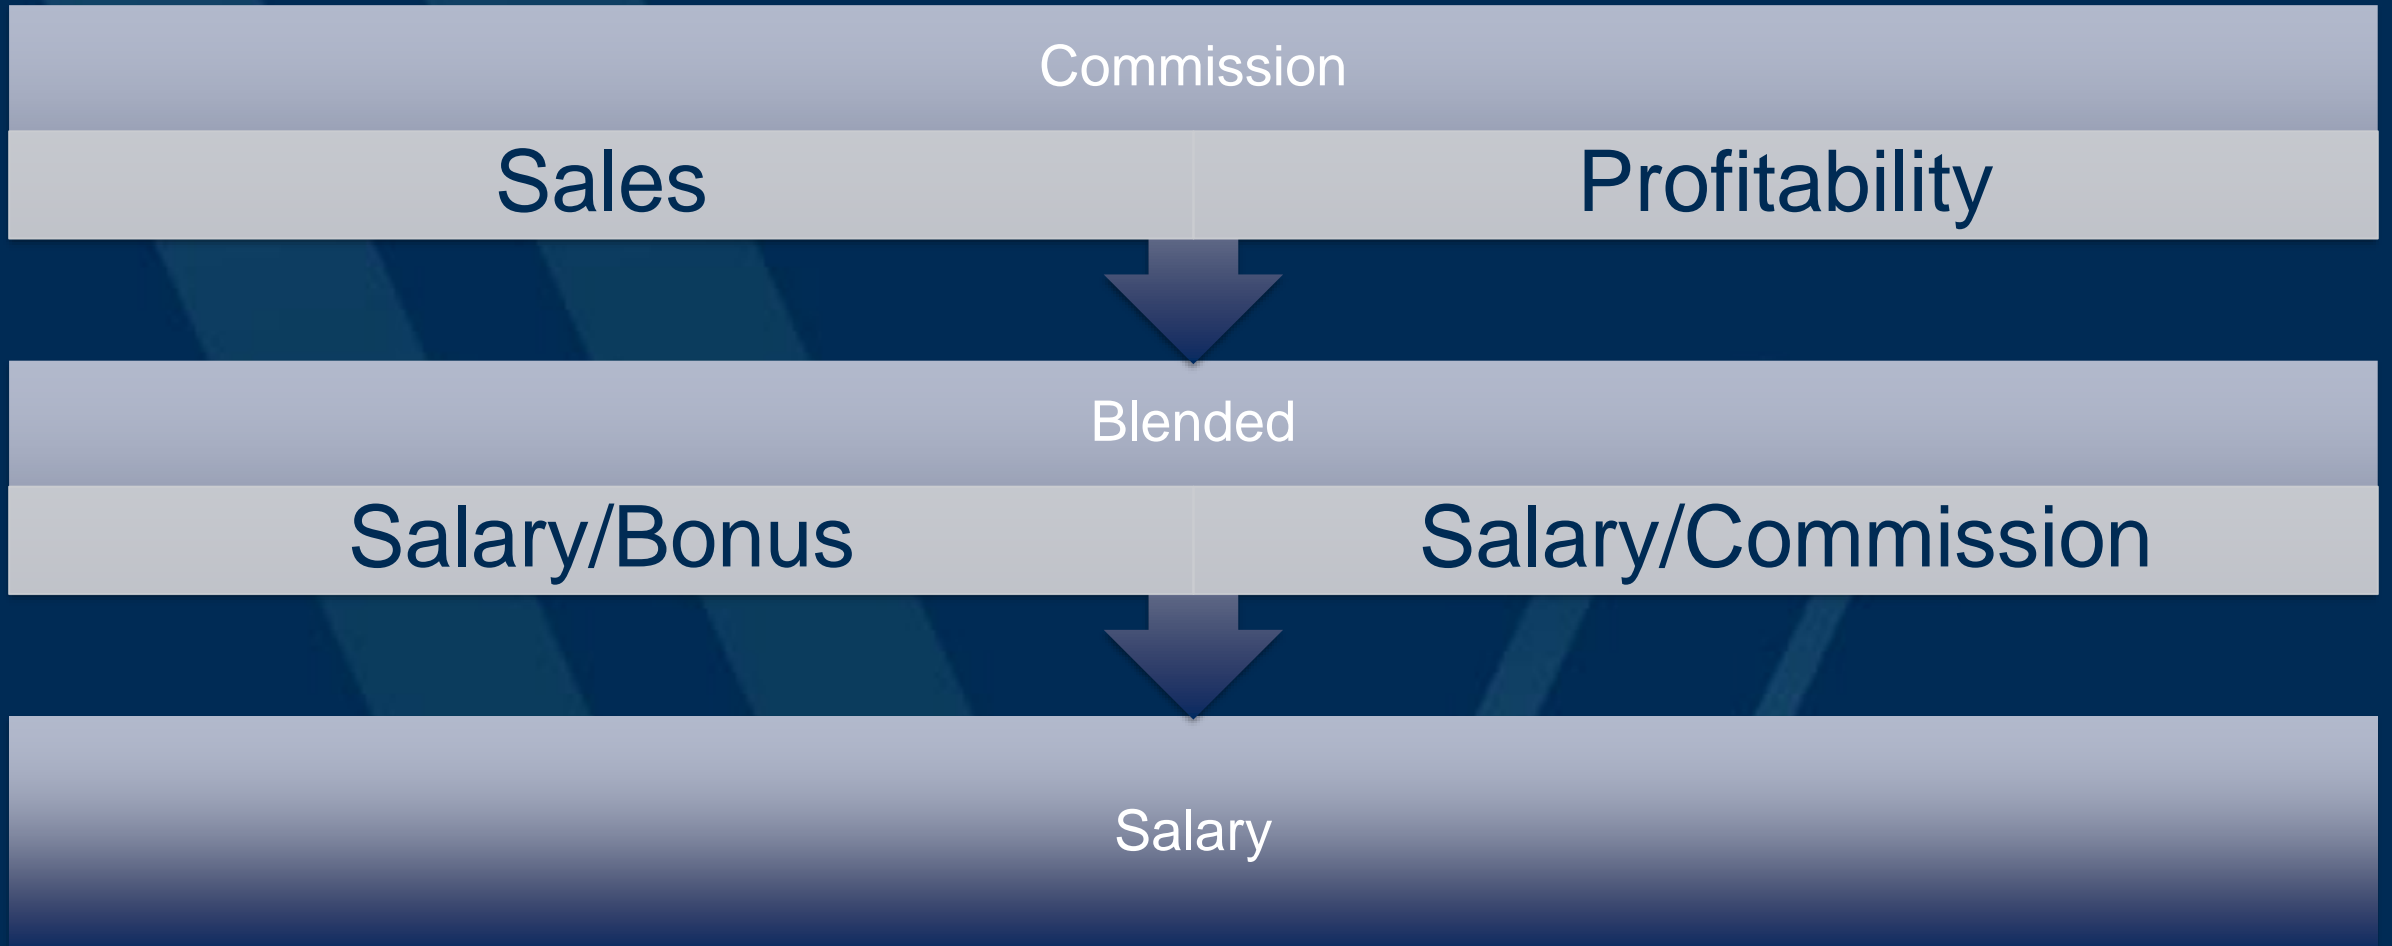 Commission
Sales
Profitability
Blended
Salary/Bonus
Salary/Commission
Salary